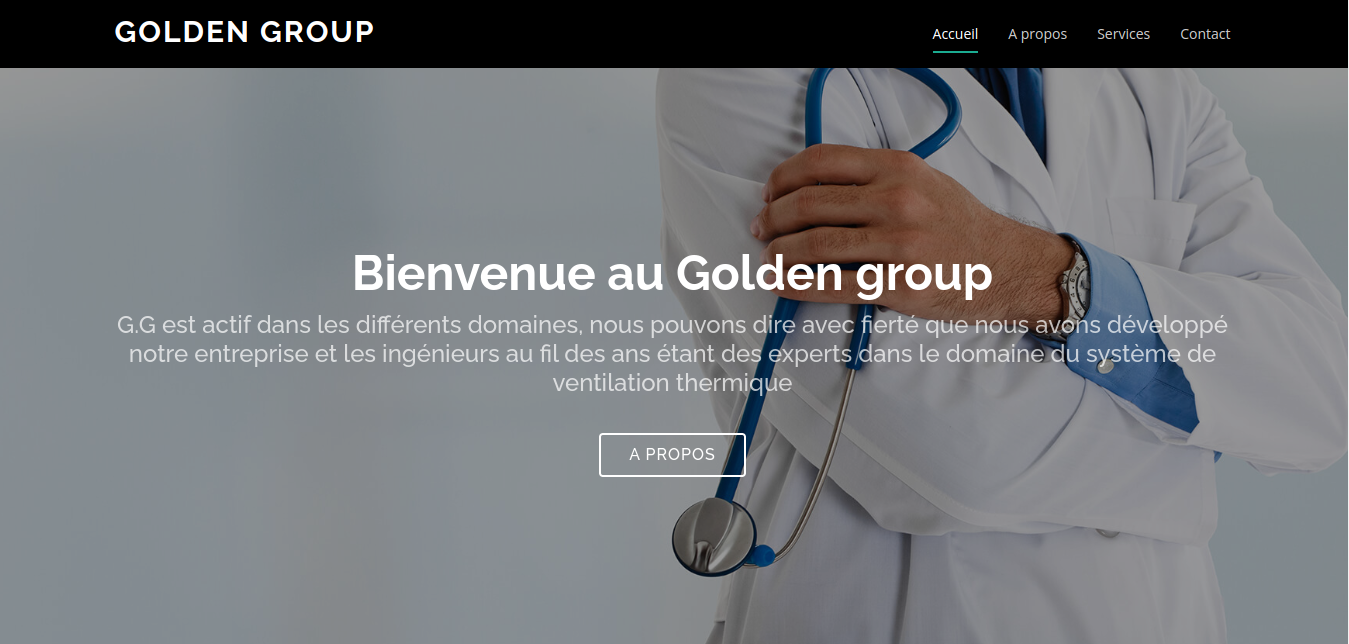 GOLDEN GROUP
Accueil A propos Services Contact
Bienvenue au Golden group
G.G est actif dans les différents domaines, nous pouvons dire avec fierté que nous avons développé
notre entreprise et les ingénieurs au fil des ans étant des experts dans le domaine du système de
ventilation thermique
A PROPOS